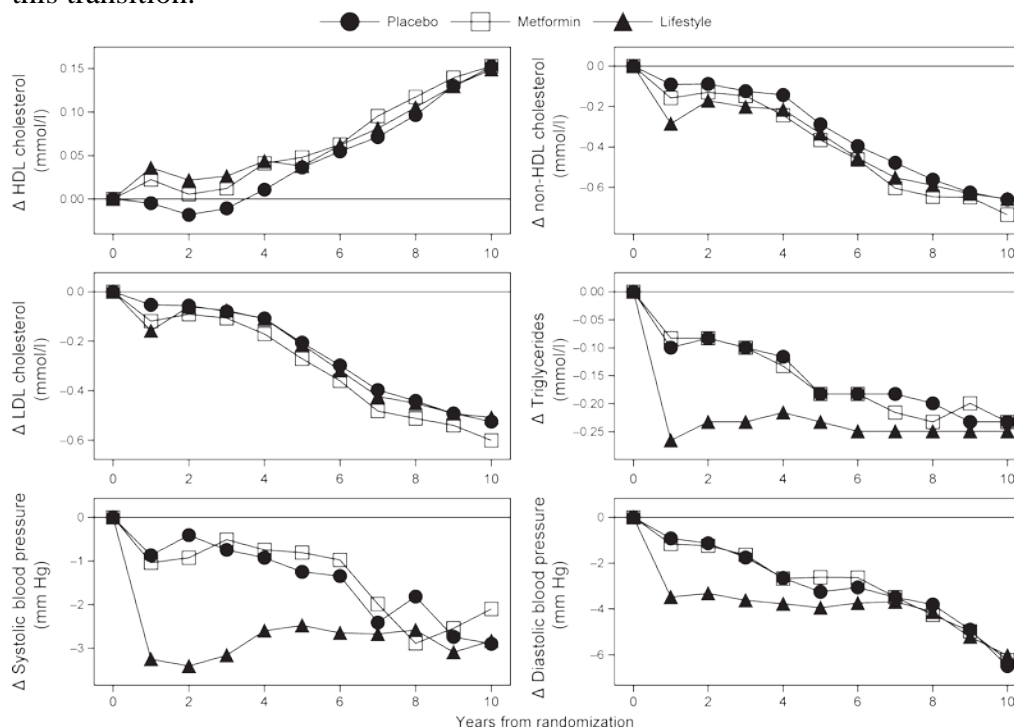 this transition.
Placebo Metformin Lifestyle
Δ HDL cholesterol
(mmol/l)
0.15
0.10
0.05
0.00
0 2 4 6 8 10
Δ non-HDL cholesterol
(mmol/l)
0.0
−0.2
−0.4
−0.6
0 2 4 6 8 10
Δ LDL cholesterol
(mmol/l)
0.0
−0.2
−0.4
−0.6
0 2 4 6 8 10
Δ Triglycerides
(mmol/l)
0.00
−0 05
−0.10
−0.15
−0.20
−0.25
0 2 4 6 8 10
Δ Systolic blood pressure
(mm Hg)
0
−1
−2
−3
0 2 4 6 8 10
Δ Diastolic blood pressure
(mm Hg)
0
−2
−4
−6
0 2 4 6 8 10
Years from randomization